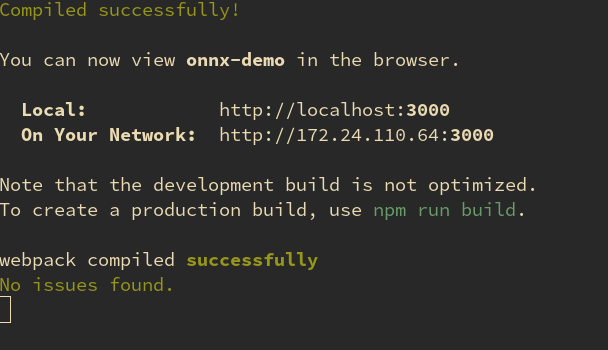 Compiled successfully!
You can now view onnx-demo in the browser.
Local: http://localhost:3000
On Your Network: http://172.24.110.64:3000
Note that the development build is not optimized.
To create a production build, use npm run build.
webpack compiled successfully
No issues found.